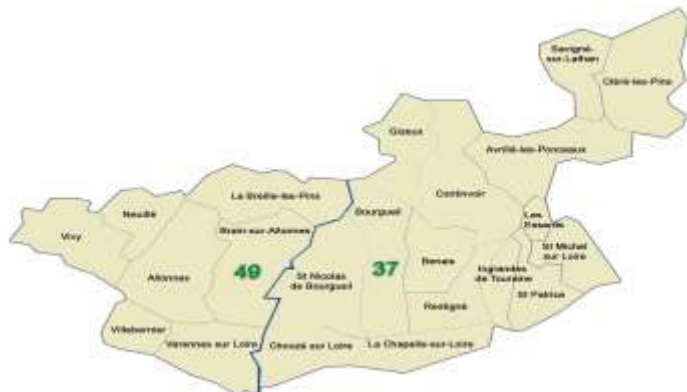 Savigné-
sur-Lathan
Cléré-les-Pins
Gizeux
Avrillé-les-Ponceaux
La Breille-les-Pins
Continvoir
Neuillé
Bourgueil
Les
Essards
Vivy
Brain-sur-Allonnes
St Michel
sur Loire
Allonnes
49
St Nicolas
de Bourgueil
37
Benais
Ingrandes
de Touraine
St Patrice
Restigné
Villebernier
Varennes sur Loire
Chouzé sur Loire
La Chapelle-sur-Loire